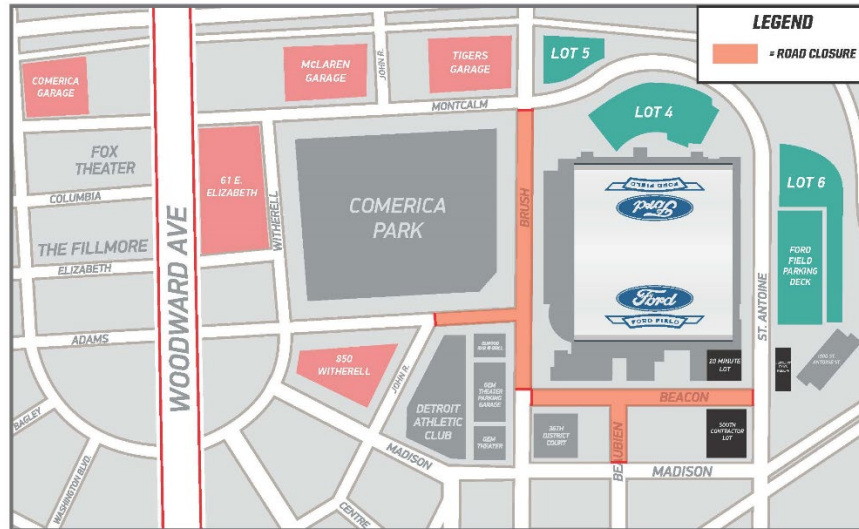 LEGEND
= ROAD CLOSURE
COMERICA
GARAGE
McLAREN
GARAGE
JOHN R.
TIGERS
GARAGE
LOT 5
MONTCALM
LOT 4
FOX
THEATER
COLUMBIA
61 E.
ELIZABETH
WITHERELL
COMERICA
PARK
BRUSH
FORD FIELD
Ford
LOT 6
THE FILLMORE
ELIZABETH
WOODWARD AVE
Ford
FORD FIELD
ST. ANTOINE
FORD
FIELD
PARKING
DECK
ADAMS
350
WITHERELL
JOHN R.
20 MINUTE
LOT
DETROIT
ATHLETIC
CLUB
GEM
THEATER
PARKING
GARAGE
GEM
THEATER
BEACON
36TH
DISTRICT
COURT
BEAUBIEN
SOUTH
CONTRACTOR
LOT
BAGLEY
WASHINGTON BLVD.
MADISON
MADISON
CENTRE